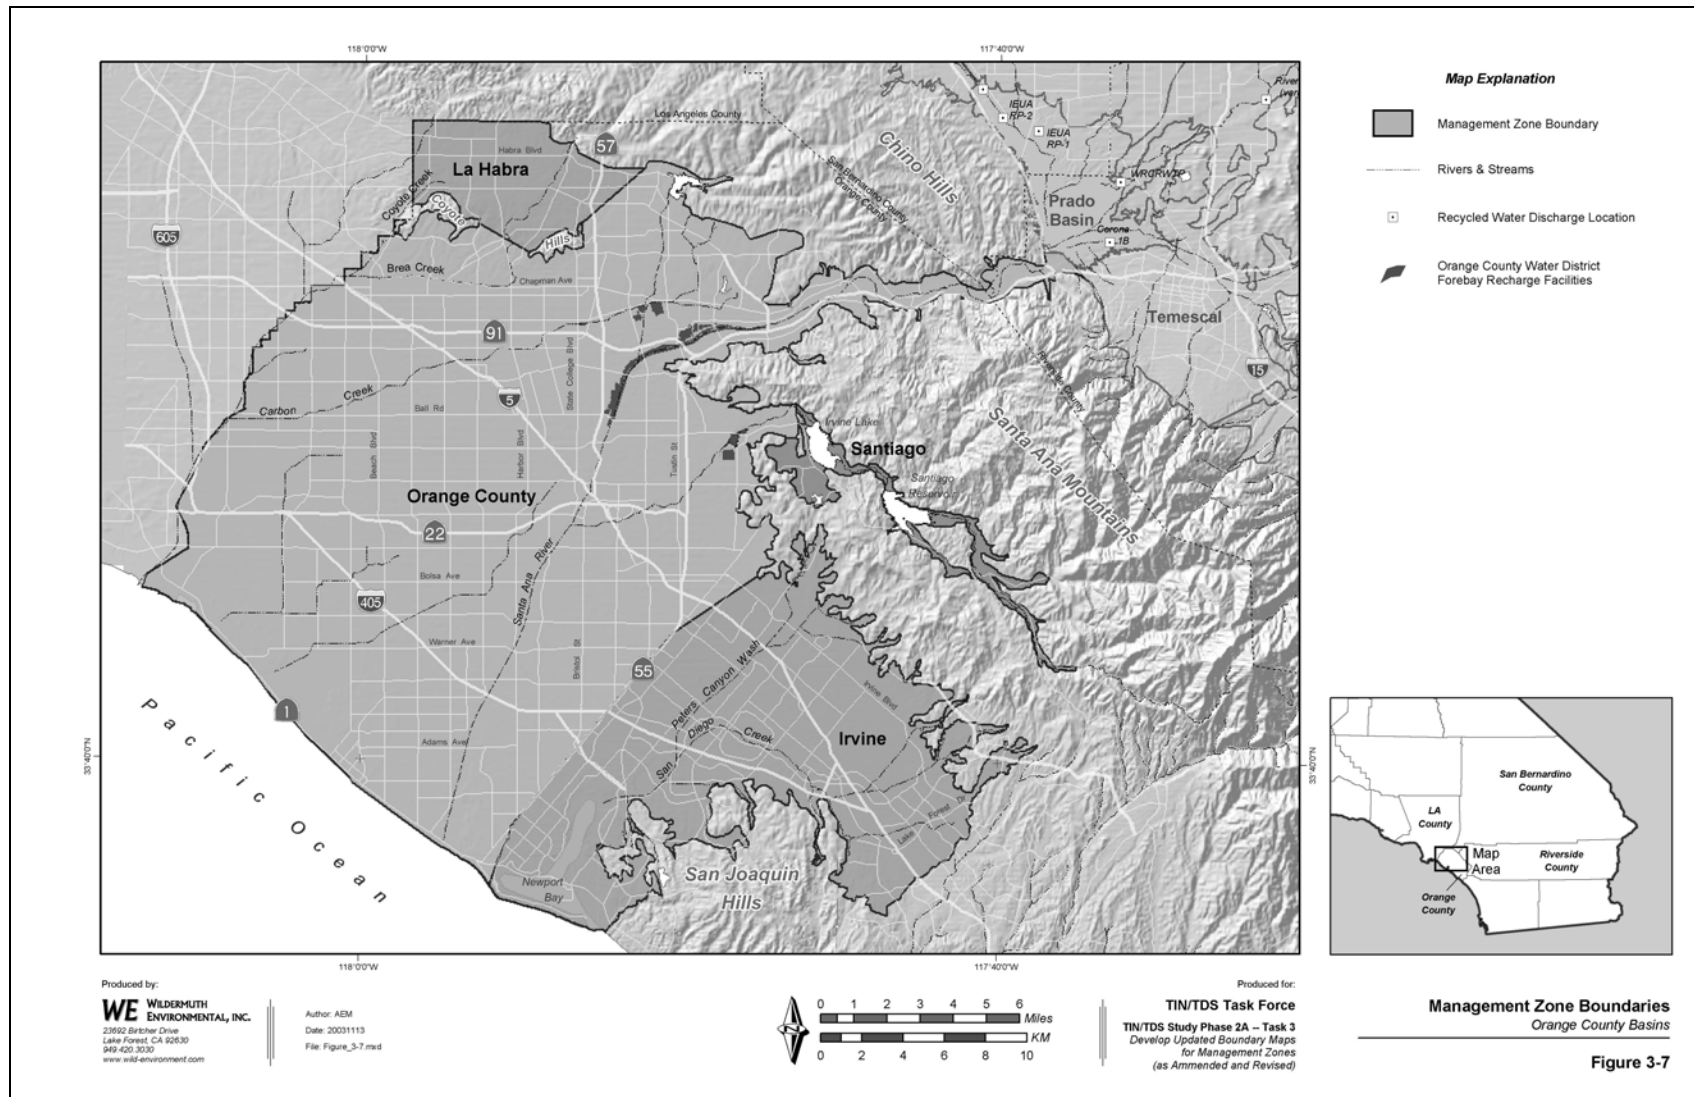 118°0'0"W
117°40'0"W
Los Angeles County
IEUA
RP-2
IEUA
RP-1
River
Habra Blvd
57
La Habra
Chino Hills
San Bernardino County
Orange County
WRCRWTP
Prado
Basin
Corona
1B
Coyote Creek
Coyote
Hills
605
Brea Creek
Chapman Ave
91
State College Blvd
Temescal
15
Riverside County
Carbon
Creek
Ball Rd
5
Beach Blvd
Harbor Blvd
Tustin St
Irvine Lake
Santiago
Santiago
Reservoir
Santa Ana Mountains
Orange County
22
Bolsa Ave
405
Santa Ana River
Warner Ave
Bristol St
55
Peters Canyon Wash
Irvine Blvd
1
Adams Ave
San Diego Creek
Irvine
Lake Forest Dr
Pacific Ocean
Newport
Bay
San Joaquin
Hills
33°40'0"N
33°40'0"N
118°0'0"W
117°40'0"W
Map Explanation
Management Zone Boundary
Rivers & Streams
Recycled Water Discharge Location
Orange County Water District
Forebay Recharge Facilities
San Bernardino
County
LA
County
Map
Area
Riverside
County
Orange
County
Produced by:
WE WILDERMUTH
ENVIRONMENTAL, INC.
23692 Birtcher Drive
Lake Forest, CA 92630
949.420.3030
www.wild-environment.com
Author: AEM
Date: 20031113
File: Figure_3-7.mxd
N
0 1 2 3 4 5 6
Miles
KM
0 2 4 6 8 10
Produced for:
TIN/TDS Task Force
TIN/TDS Study Phase 2A -- Task 3
Develop Updated Boundary Maps
for Management Zones
(as Ammended and Revised)
Management Zone Boundaries
Orange County Basins
Figure 3-7